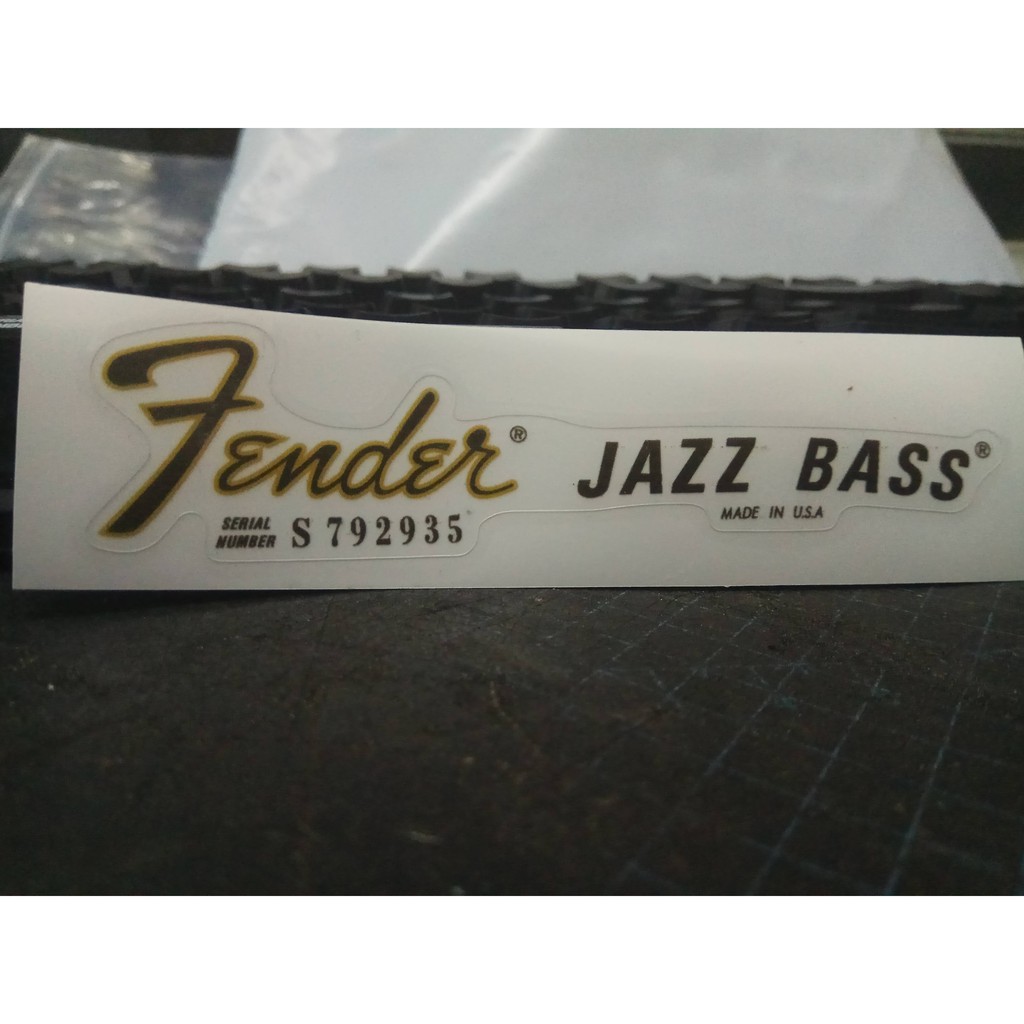 Fender® JAZZ BASS®
MADE IN U.S.A
SERIAL
NUMBER S 792935